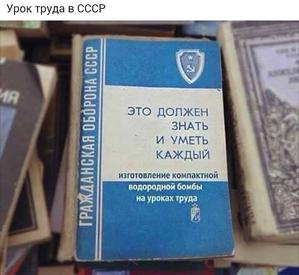 Урок труда в СССР
ГРАЖДАНСКАЯ ОБОРОНА СССР
ЭТО ДОЛЖЕН
ЗНАТЬ
И УМЕТЬ
КАЖДЫЙ
изготовление компактной
водородной бомбы
на уроках труда